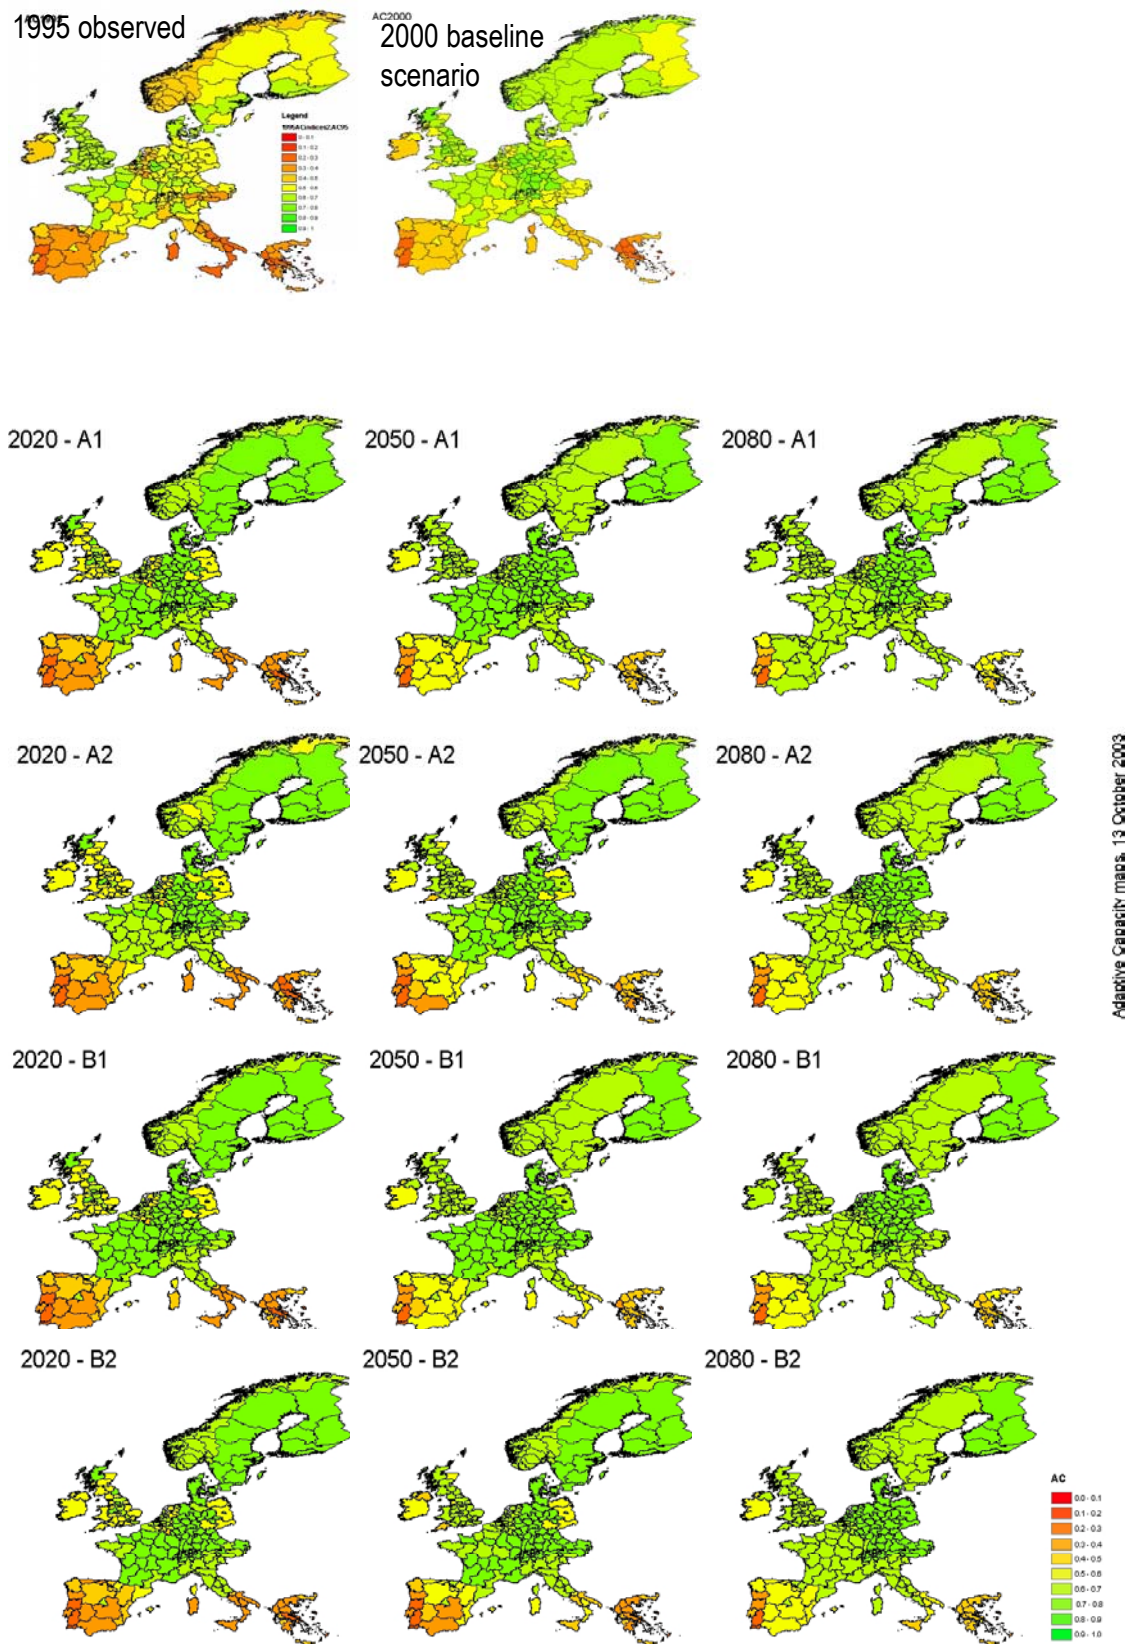 1995 observed
AC2000
2000 baseline
scenario
Legend
0 - 0.1
0.1 - 0.2
0.2 - 0.3
0.3 - 0.4
0.4 - 0.5
0.5 - 0.6
0.6 - 0.7
0.7 - 0.8
0.8 - 0.9
0.9 - 1
2020 - A1
2050 - A1
2080 - A1
2020 - A2
2050 - A2
2080 - A2
Adaptive Capacity maps, 13 October 2003
2020 - B1
2050 - B1
2080 - B1
2020 - B2
2050 - B2
2080 - B2
AC
0.0 - 0.1
0.1 - 0.2
0.2 - 0.3
0.3 - 0.4
0.4 - 0.5
0.5 - 0.6
0.6 - 0.7
0.7 - 0.8
0.8 - 0.9
0.9 - 1.0